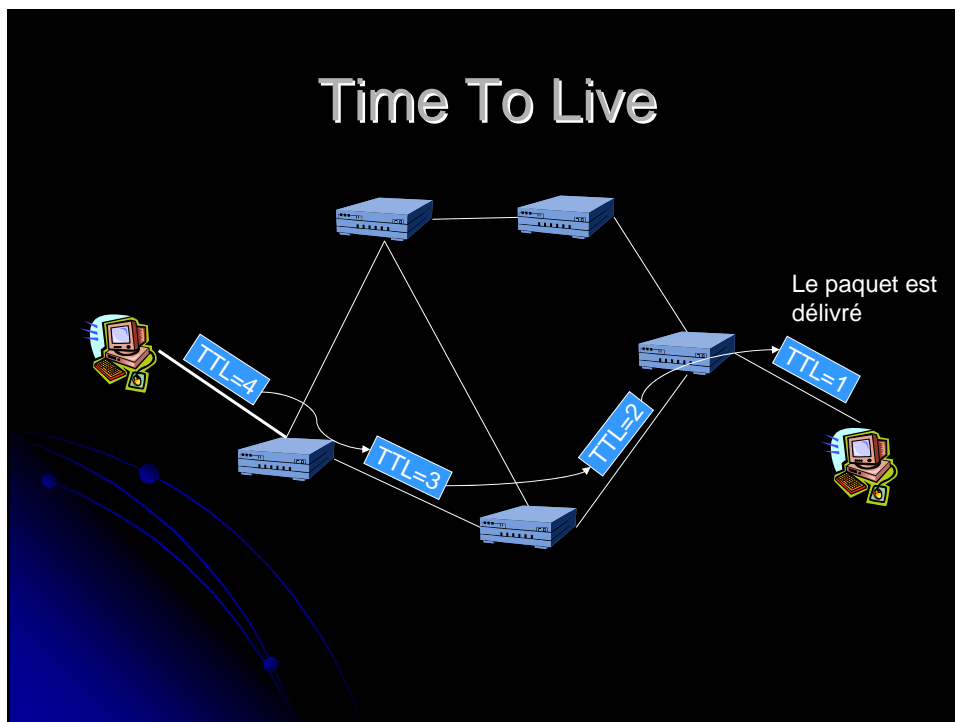 Time To Live
Le paquet est
délivré
TTL=4
TTL=3
TTL=2
TTL=1